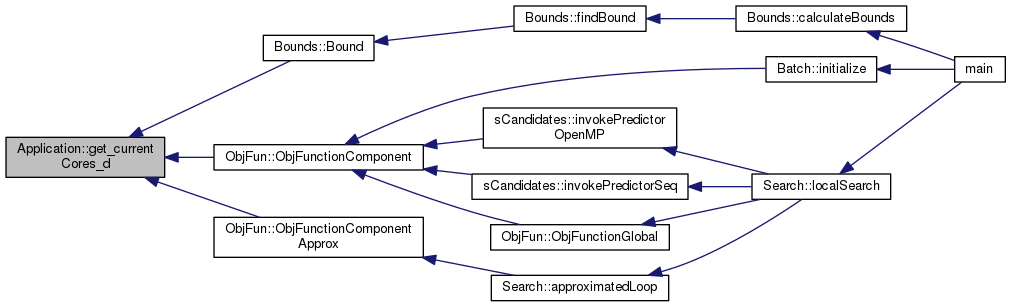 Application::get_current
Cores_d
Bounds::Bound
Bounds::findBound
Bounds::calculateBounds
main
ObjFun::ObjFunctionComponent
Batch::initialize
sCandidates::invokePredictor
OpenMP
Search::localSearch
sCandidates::invokePredictorSeq
ObjFun::ObjFunctionGlobal
ObjFun::ObjFunctionComponent
Approx
Search::approximatedLoop